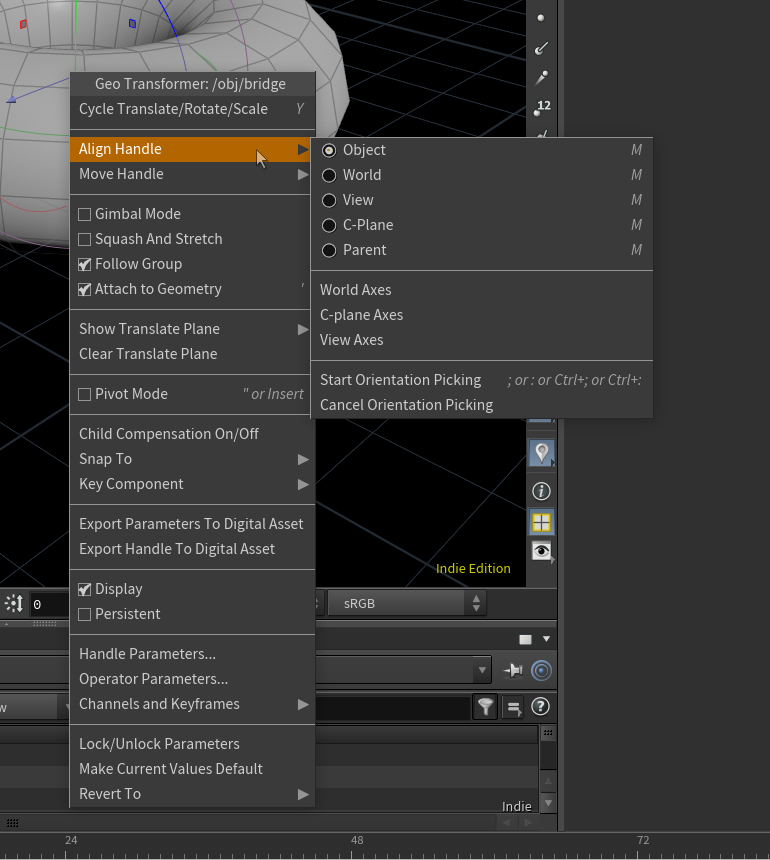 12
Geo Transformer: /obj/bridge
Cycle Translate/Rotate/Scale Y
Align Handle
Move Handle
Gimbal Mode
Squash And Stretch
Follow Group
Attach to Geometry '
Show Translate Plane
Clear Translate Plane
Pivot Mode " or Insert
Child Compensation On/Off
Snap To
Key Component
Export Parameters To Digital Asset
Export Handle To Digital Asset
Display
Persistent
Handle Parameters...
Operator Parameters...
Channels and Keyframes
Lock/Unlock Parameters
Make Current Values Default
Revert To
Object M
World M
View M
C-Plane M
Parent M
World Axes
C-plane Axes
View Axes
Start Orientation Picking ; or : or Ctrl+; or Ctrl+:
Cancel Orientation Picking
Indie Edition
0
sRGB
w
Indie
24 48 72